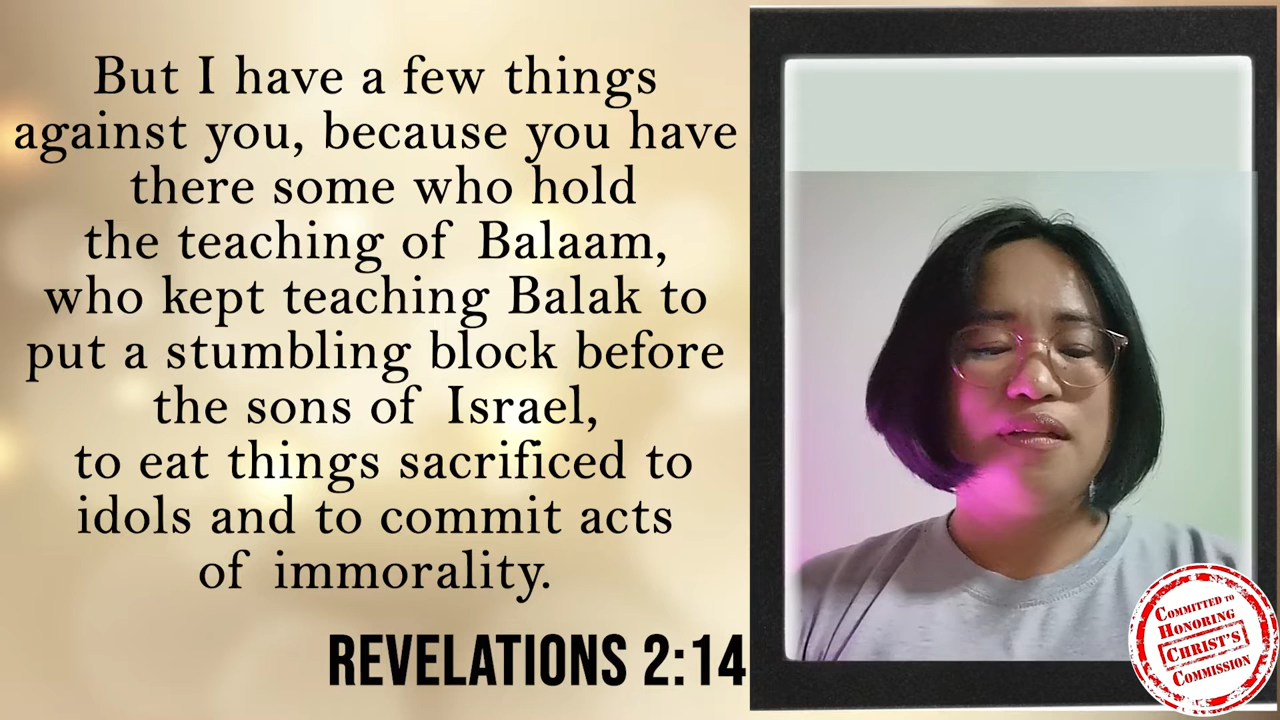 But I have a few things
against you, because you have
there some who hold
the teaching of Balaam,
who kept teaching Balak to
put a stumbling block before
the sons of Israel,
to eat things sacrificed to
idols and to commit acts
of immorality.
REVELATIONS 2:14
COMMITTED TO
HONORING
CHRIST'S
COMMISSION